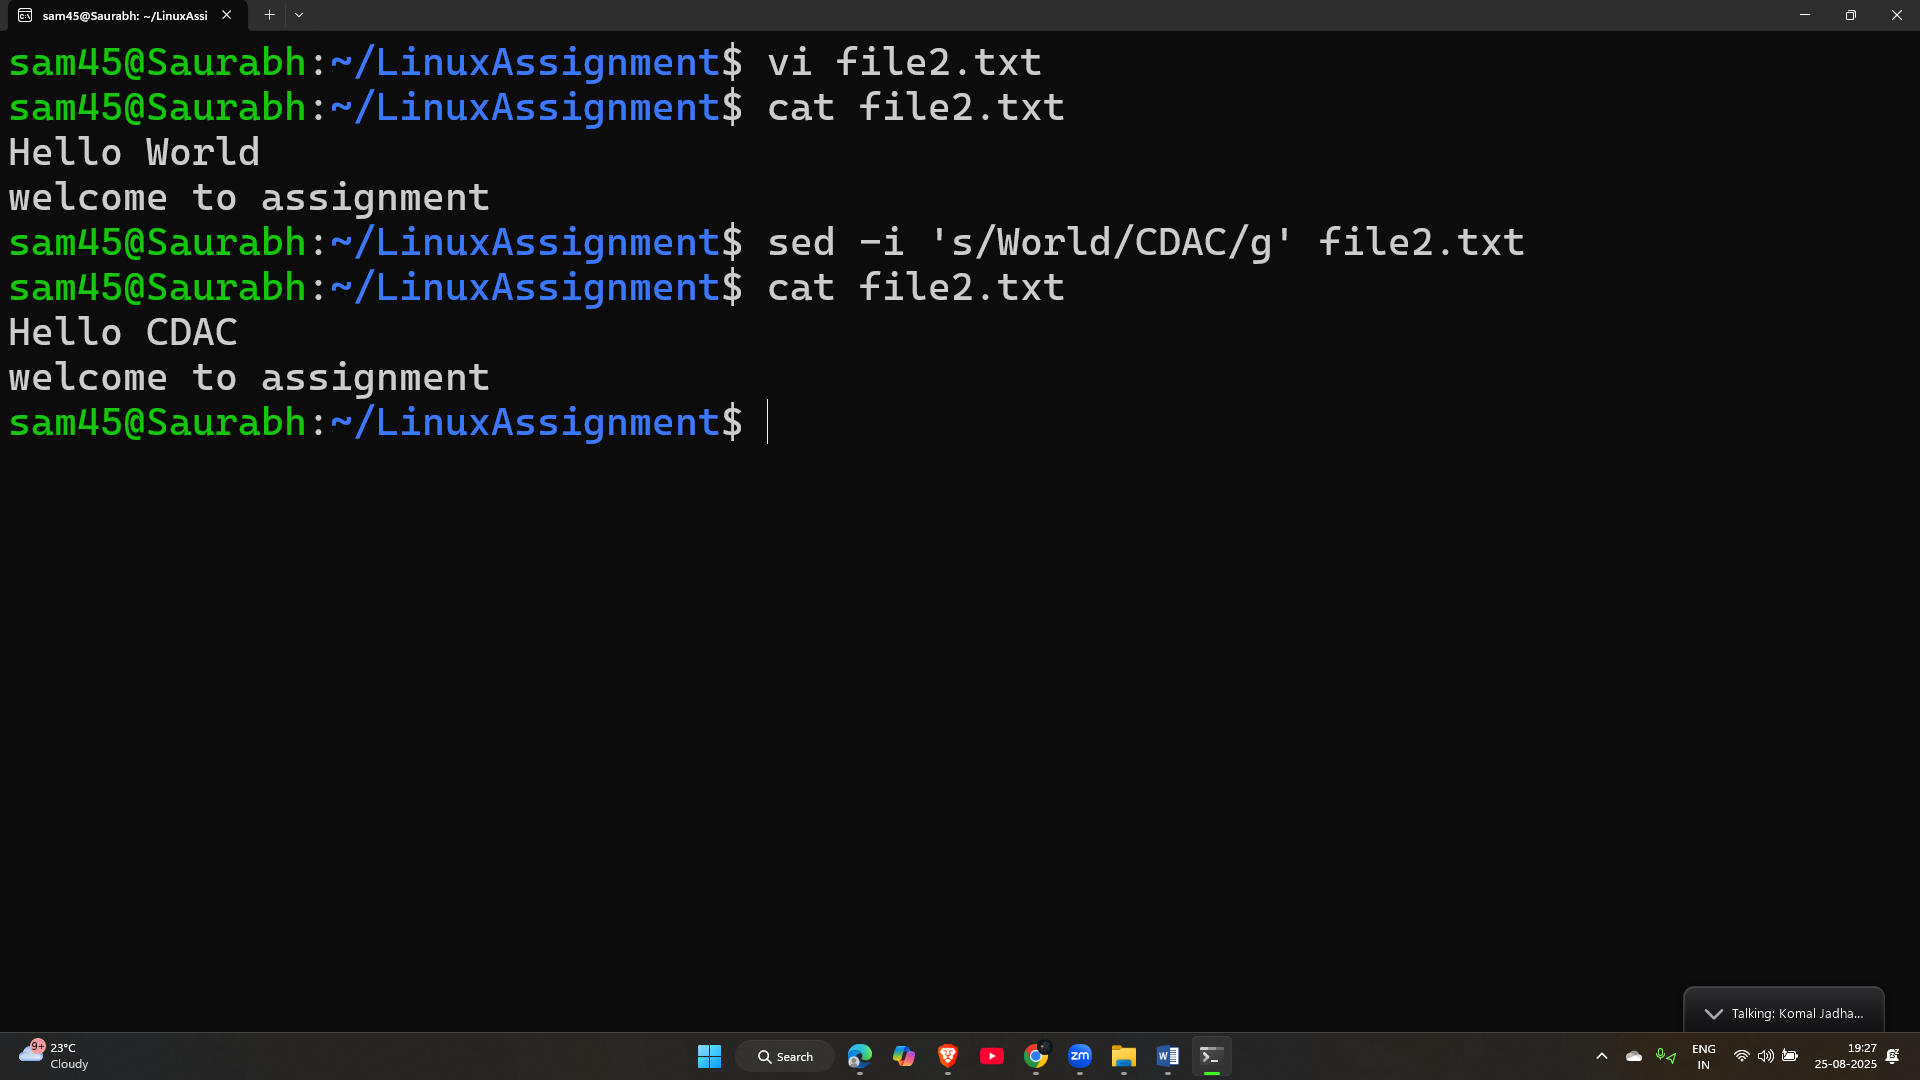 sam45@Saurabh: ~/LinuxAssi
sam45@Saurabh:~/LinuxAssignment$ vi file2.txt
sam45@Saurabh:~/LinuxAssignment$ cat file2.txt
Hello World
welcome to assignment
sam45@Saurabh:~/LinuxAssignment$ sed -i 's/World/CDAC/g' file2.txt
sam45@Saurabh:~/LinuxAssignment$ cat file2.txt
Hello CDAC
welcome to assignment
sam45@Saurabh:~/LinuxAssignment$
Talking: Komal Jadha...
9+
23°C
Cloudy
Search
zm
ENG
IN
19:27
25-08-2025